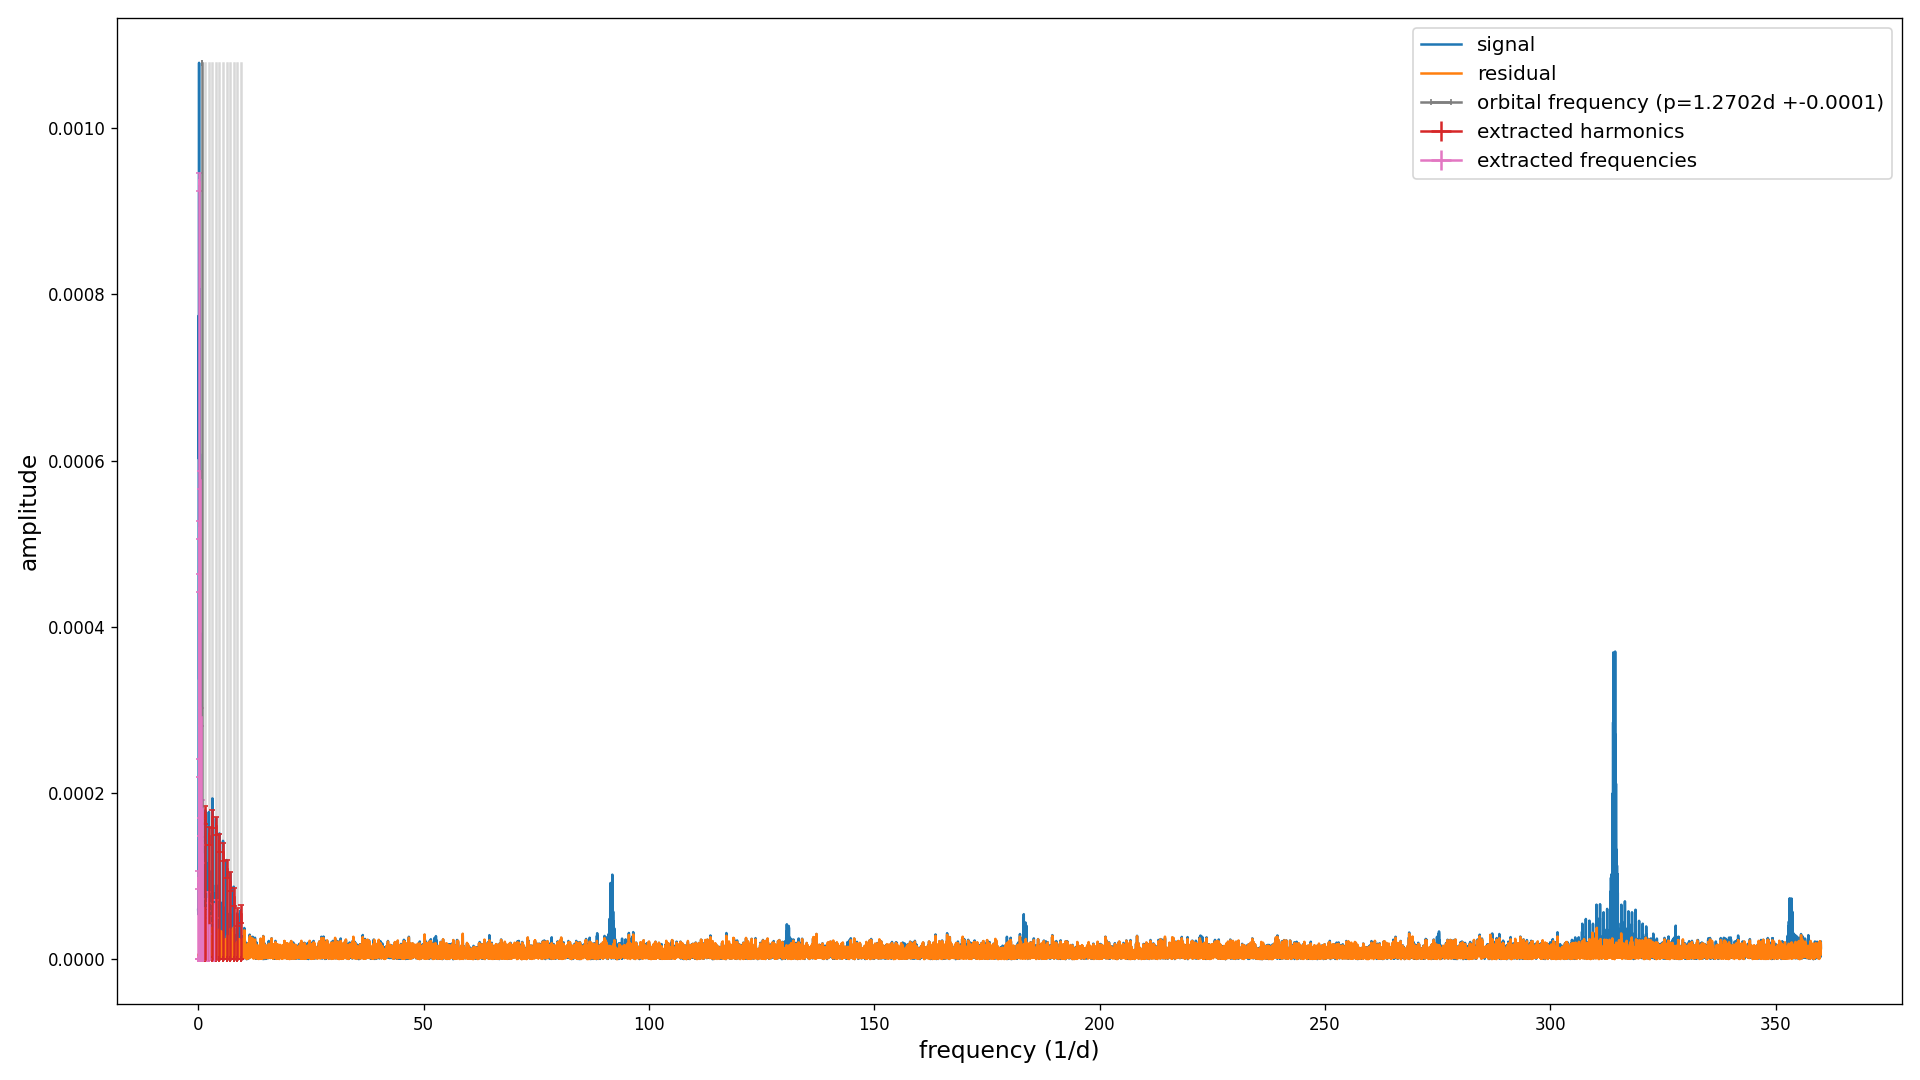 signal
residual
orbital frequency (p=1.2702d +-0.0001)
extracted harmonics
extracted frequencies
0.0010
0.0008
0.0006
0.0004
0.0002
0.0000
amplitude
0 50 100 150 200 250 300 350
frequency (1/d)